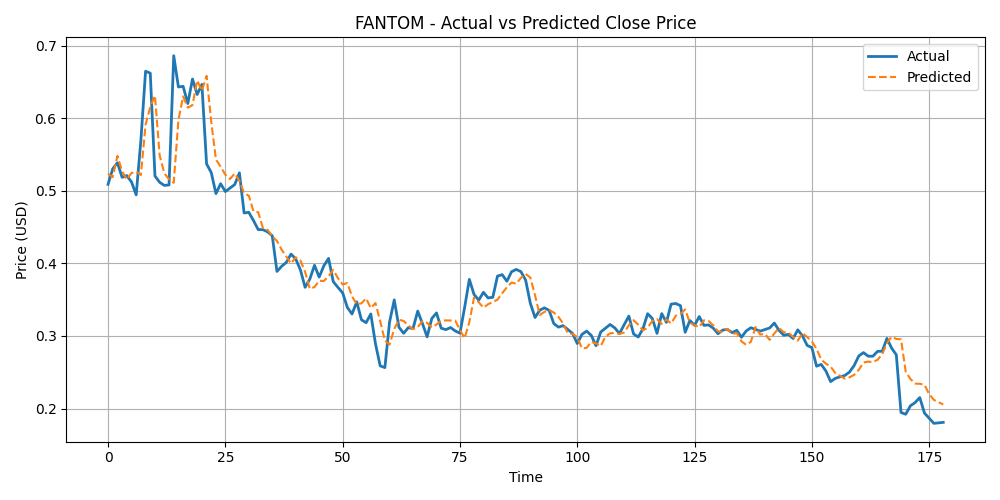 FANTOM - Actual vs Predicted Close Price
Actual
Predicted
Price (USD)
0.7
0.6
0.5
0.4
0.3
0.2
0 25 50 75 100 125 150 175
Time